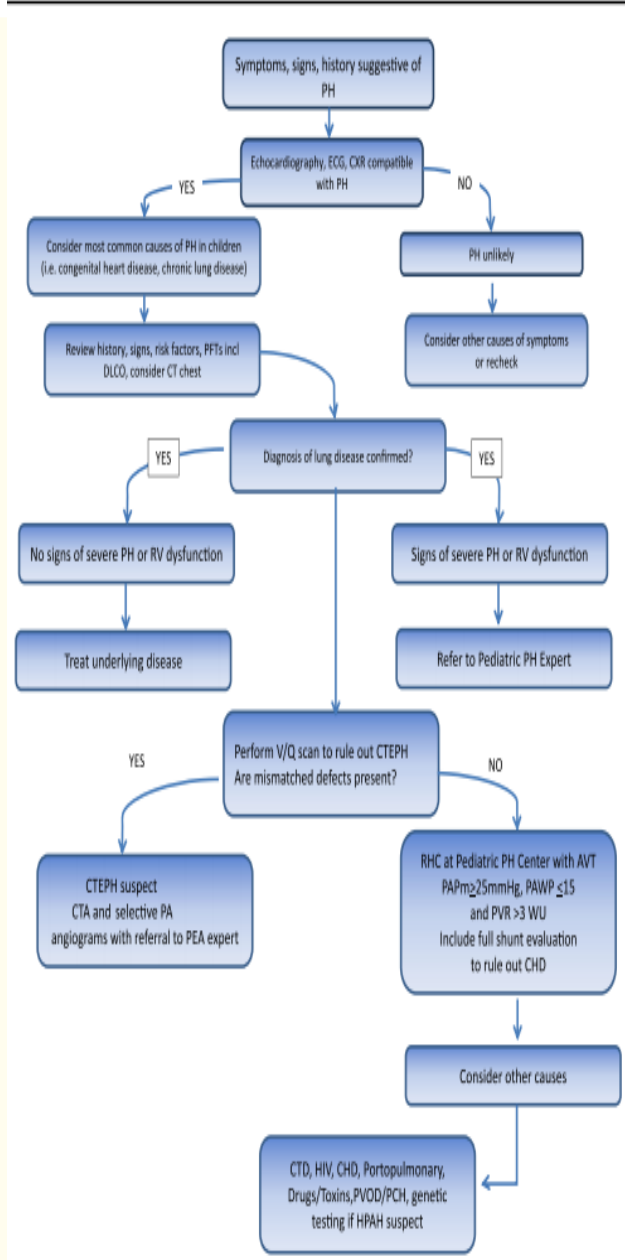 Symptoms, signs, history suggestive of
PH
Echocardiography, ECG, CXR compatible
with PH
YES
NO
Consider most common causes of PH in children
(i.e. congenital heart disease, chronic lung disease)
PH unlikely
Review history, signs, risk factors, PFTs incl
DLCO, consider CT chest
Consider other causes of symptoms
or recheck
Diagnosis of lung disease confirmed?
YES
YES
No signs of severe PH or RV dysfunction
Signs of severe PH or RV dysfunction
Treat underlying disease
Refer to Pediatric PH Expert
Perform V/Q scan to rule out CTEPH
Are mismatched defects present?
YES
NO
CTEPH suspect
CTA and selective PA
angiograms with referral to PEA expert
RHC at Pediatric PH Center with AVT
PAPm≥25mmHg, PAWP ≤15
and PVR >3 WU
Include full shunt evaluation
to rule out CHD
Consider other causes
CTD, HIV, CHD, Portopulmonary,
Drugs/Toxins,PVOD/PCH, genetic
testing if HPAH suspect